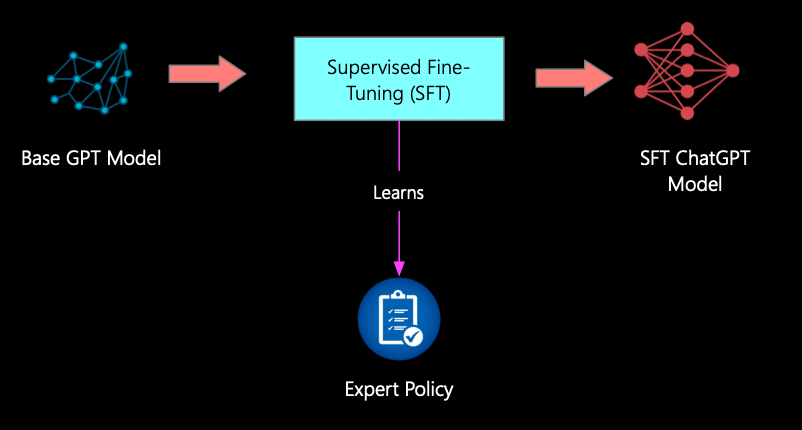 Supervised Fine-
Tuning (SFT)
Base GPT Model
SFT ChatGPT
Model
Learns
Expert Policy